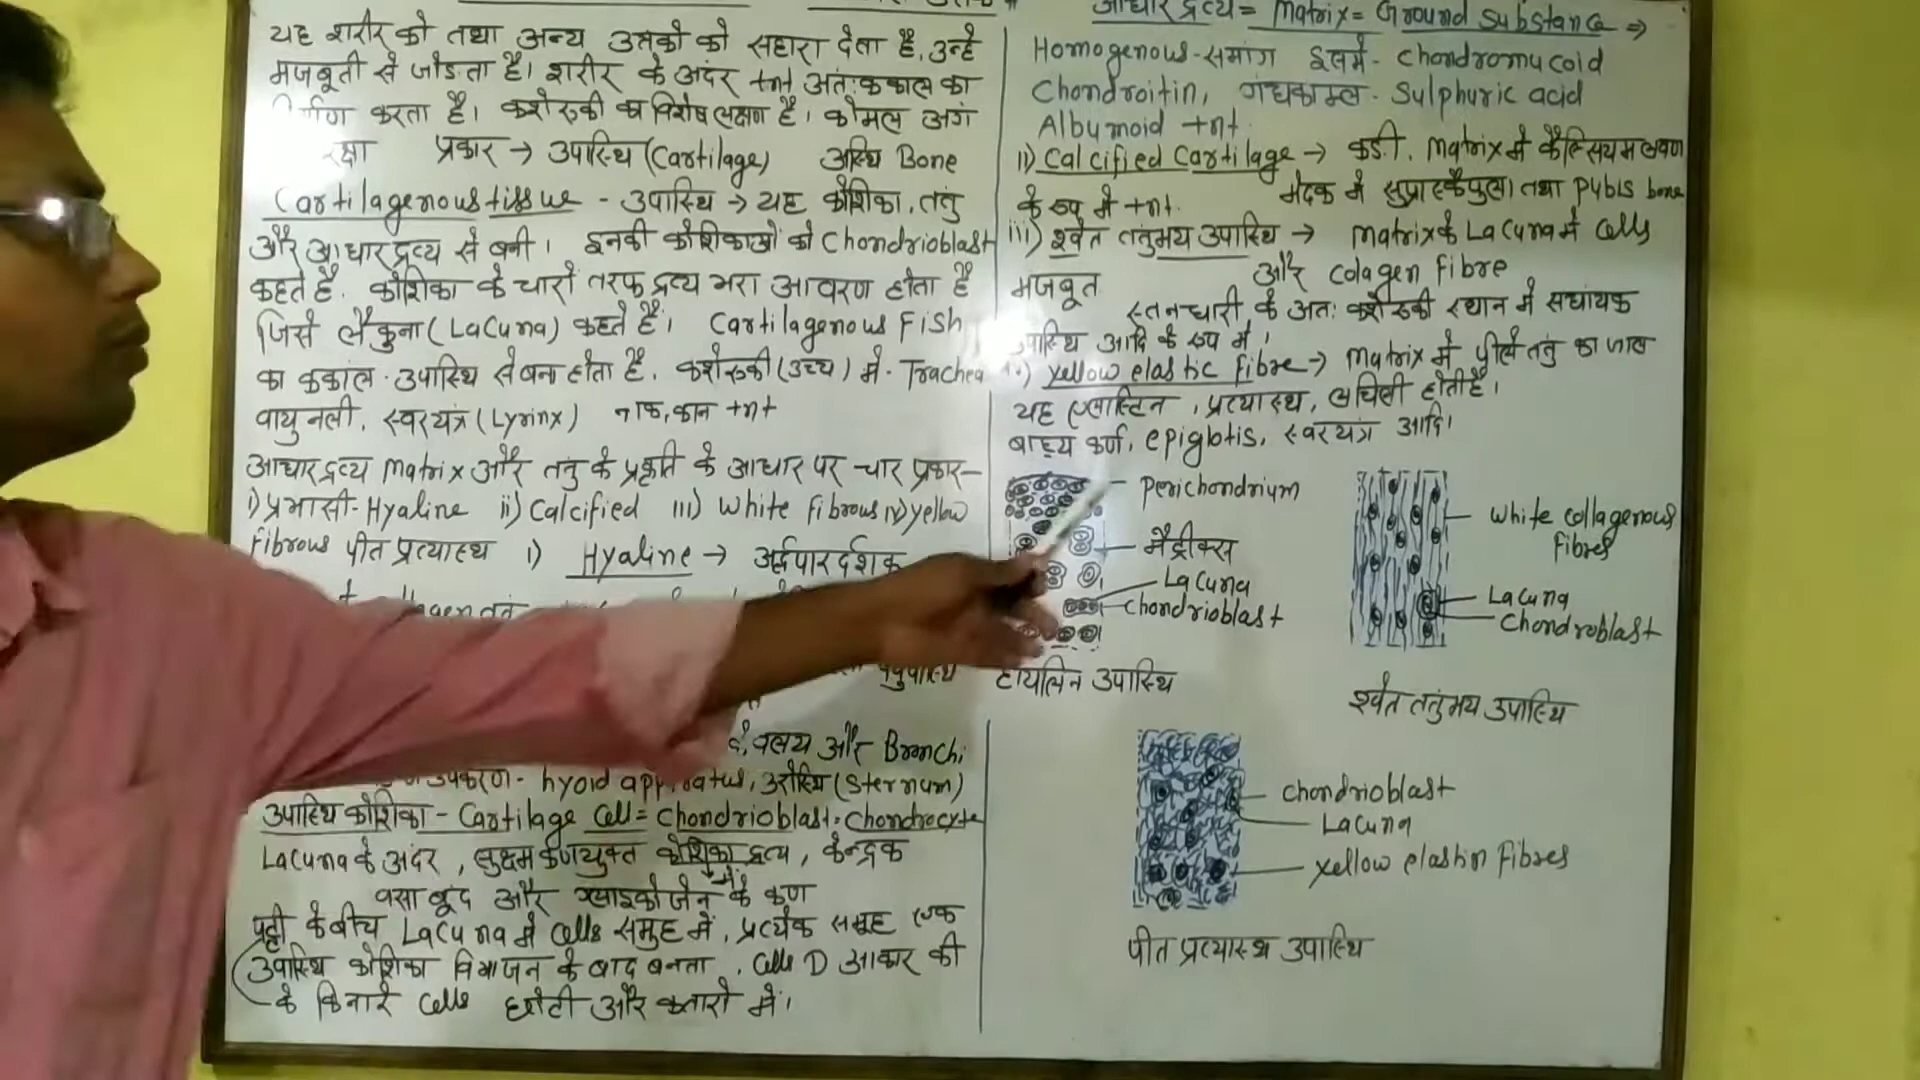 यह शरीर को तथा अन्य उतको को सहारा देता है, उन्हे
मजबूती से जोडता है। शरीर के अंदर +nt अंत:ककाल का
करता है। कशेरुकी का विशेष लक्षण है। कोमल अंग
रक्षा प्रकार → उपास्थि (Cartilage) अस्थि Bone
Cartilagenous tissue - उपास्थि → यह कोशिका, तंतु
और आधार द्रव्य से बनी। इनकी कोशिकाओं को Chondrioblast
कहते है. कोशिका के चारो तरफ द्रव्य भरा आवरण होता है
जिसे लैकुना (Lacuna) कहते है। Cartilagenous Fish
का ककाल उपास्थि से बना होता है. कशेरुकी (उच्च) मे - Trachea
वायुनली, स्वरयंत्र (Lyrinx) नाक, कान +nt
आधार द्रव्य Matrix और तंतु के प्रकृति के आधार पर चार प्रकार-
i) प्रभासी - Hyaline ii) Calcified iii) White Fibrous iv) yellow
Fibrous पीत प्रत्यास्थ i) Hyaline → अर्द्धपारदर्शक
वलय और Bronchi,
उपकरण - hyoid apparatus, उरोस्थि (Sternum)
उपास्थि कोशिका - Cartilage Cell = Chondrioblast = Chondrocyte
Lacuna के अंदर, सुक्ष्म कणयुक्त कोशिका द्रव्य, केन्द्रक
में
वसा बूंद और ग्लाइकोजेन के कण
पट्टी के बीच Lacuna मे Cells समुह में, प्रत्येक समूह एक
उपास्थि कोशिका विभाजन के बाद बनता, Cells D आकार की
के किनारे Cells छोटी और कतारो में।
आधार द्रव्य = Matrix = Ground Substance ⇒
Homogenous - समांग इसमें - Chondromucoid
Chondroitin, गंधकाम्ल - Sulphuric acid
Albumoid +nt
ii) Calcified Cartilage → कडी. Matrix मे कैल्सियम लवण
के रूप मे +nt. मेढक मे सुप्रास्कैपुला तथा Pubis bone
iii) श्वेत तंतुमय उपास्थि → Matrix के Lacuna मे Cells
मजबूत और Colagen Fibre
स्तनधारी के अंत: कशेरुकी स्थान मे
उपास्थि आदि के रूप मे।
yellow elastic Fibre → Matrix मे पीले तंतु का जाल
यह एलास्टिन, प्रत्यास्थ, लचिली होती है।
बाह्य कर्ण, epiglotis, स्वरयंत्र आदि।
Perichondrium
मैट्रीक्स
Lacuna
Chondrioblast
हायलिन उपास्थि
White Collagenous
Fibres
Lacuna
Chondroblast
श्वेत तंतुमय उपास्थि
Chondrioblast
Lacuna
yellow elastin Fibres
पीत प्रत्यास्थ उपास्थि